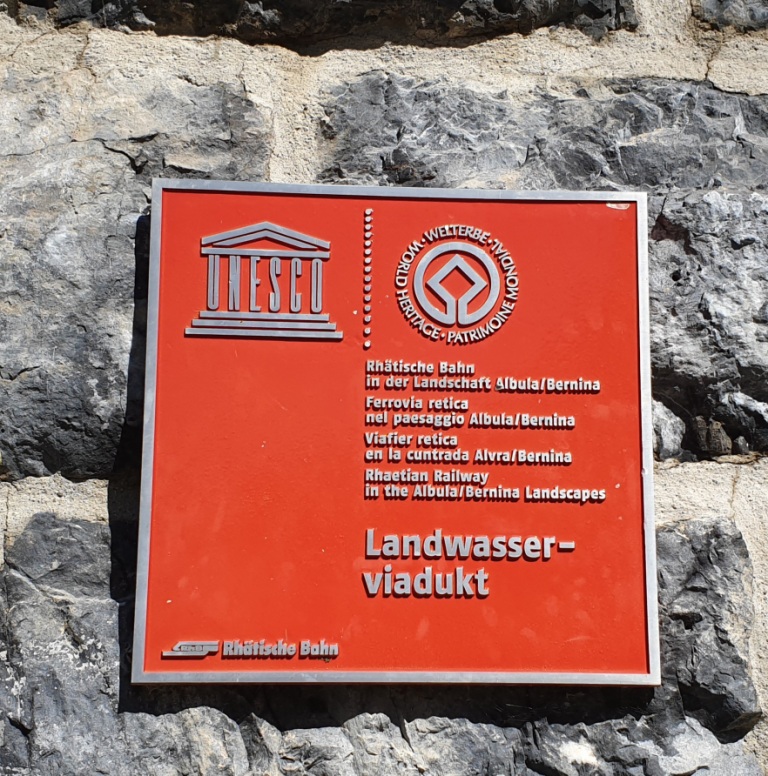 UNESCO
WORLD HERITAGE • WELTERBE • PATRIMOINE MONDIAL
Rhätische Bahn
in der Landschaft Albula/Bernina
Ferrovia retica
nel paesaggio Albula/Bernina
Viafier retica
en la cuntrada Alvra/Bernina
Rhaetian Railway
in the Albula/Bernina Landscapes
Landwasser-
viadukt
Rhätische Bahn